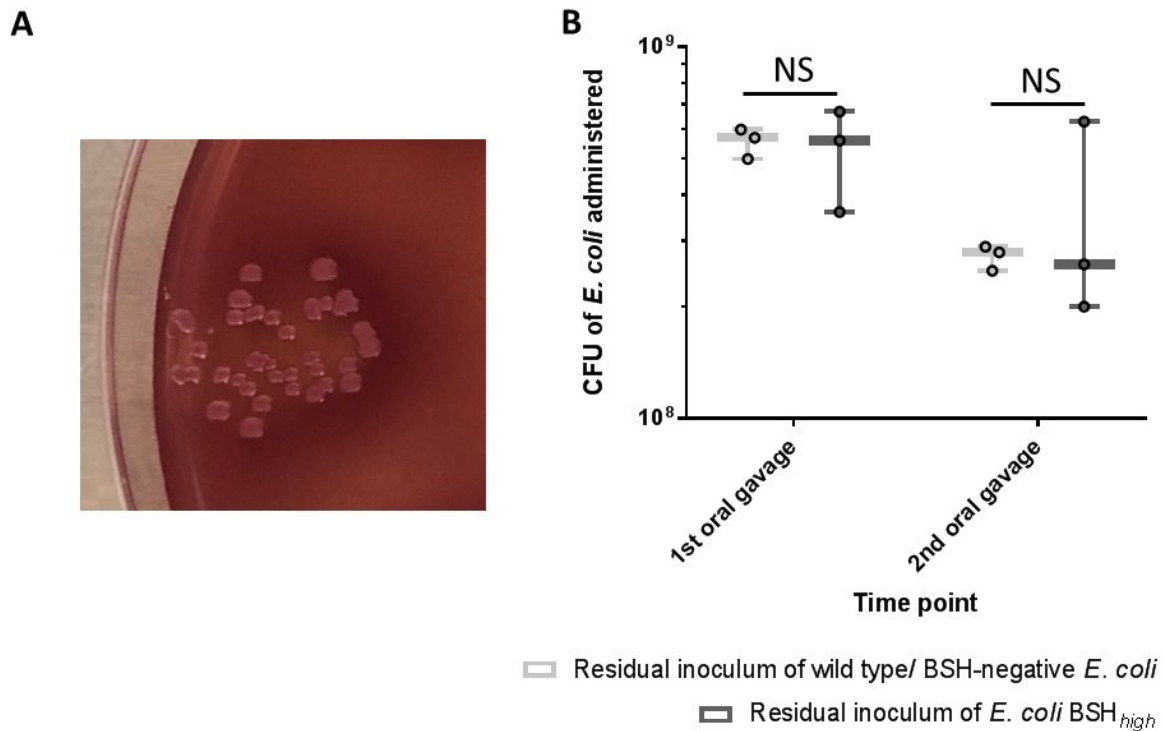 A
B
10⁹
NS
NS
CFU of E. coli administered
10⁸
1st oral gavage
2nd oral gavage
Time point
Residual inoculum of wild type/ BSH-negative E. coli
Residual inoculum of E. coli BSHhigh